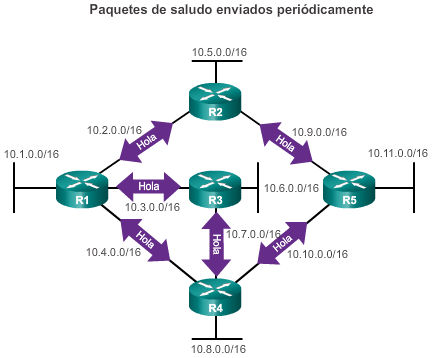 Paquetes de saludo enviados periódicamente
10.5.0.0/16
R2
Hola
Hola
10.2.0.0/16
10.9.0.0/16
10.1.0.0/16
10.11.0.0/16
R1
Hola
R3
10.6.0.0/16
R5
10.3.0.0/16
10.4.0.0/16
Hola
Hola
10.7.0.0/16
Hola
10.10.0.0/16
R4
10.8.0.0/16